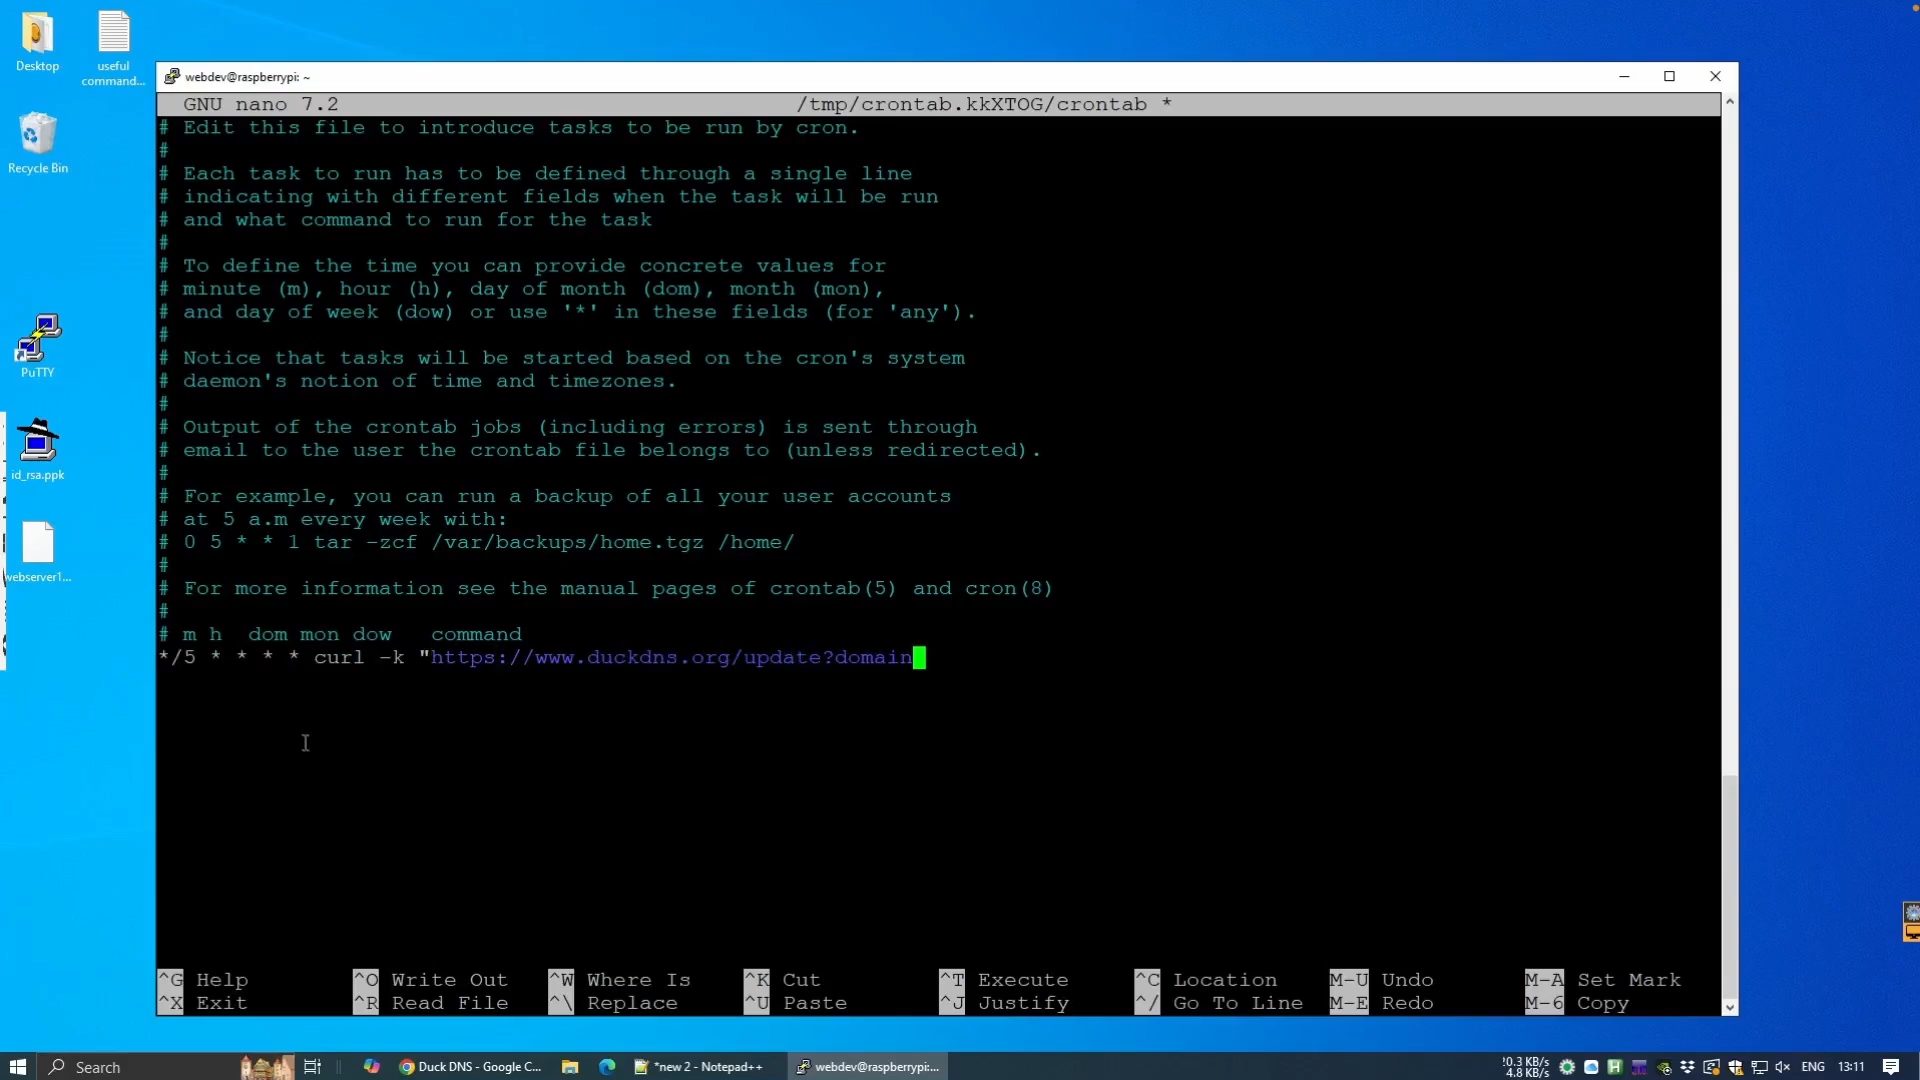 Desktop
useful
command...
Recycle Bin
PuTTY
id_rsa.ppk
webserver1...
webdev@raspberrypi: ~
GNU nano 7.2 /tmp/crontab.kkXTOG/crontab *
# Edit this file to introduce tasks to be run by cron.
#
# Each task to run has to be defined through a single line
# indicating with different fields when the task will be run
# and what command to run for the task
#
# To define the time you can provide concrete values for
# minute (m), hour (h), day of month (dom), month (mon),
# and day of week (dow) or use '*' in these fields (for 'any').
#
# Notice that tasks will be started based on the cron's system
# daemon's notion of time and timezones.
#
# Output of the crontab jobs (including errors) is sent through
# email to the user the crontab file belongs to (unless redirected).
#
# For example, you can run a backup of all your user accounts
# at 5 a.m every week with:
# 0 5 * * 1 tar -zcf /var/backups/home.tgz /home/
#
# For more information see the manual pages of crontab(5) and cron(8)
#
# m h  dom mon dow   command
*/5 * * * * curl -k "https://www.duckdns.org/update?domain
^G Help ^O Write Out ^W Where Is ^K Cut ^T Execute ^C Location M-U Undo M-A Set Mark
^X Exit ^R Read File ^\ Replace ^U Paste ^J Justify ^/ Go To Line M-E Redo M-6 Copy
Search
Duck DNS - Google C...
*new 2 - Notepad++
webdev@raspberrypi:...
0.3 KB/s
4.8 KB/s
ENG
13:11